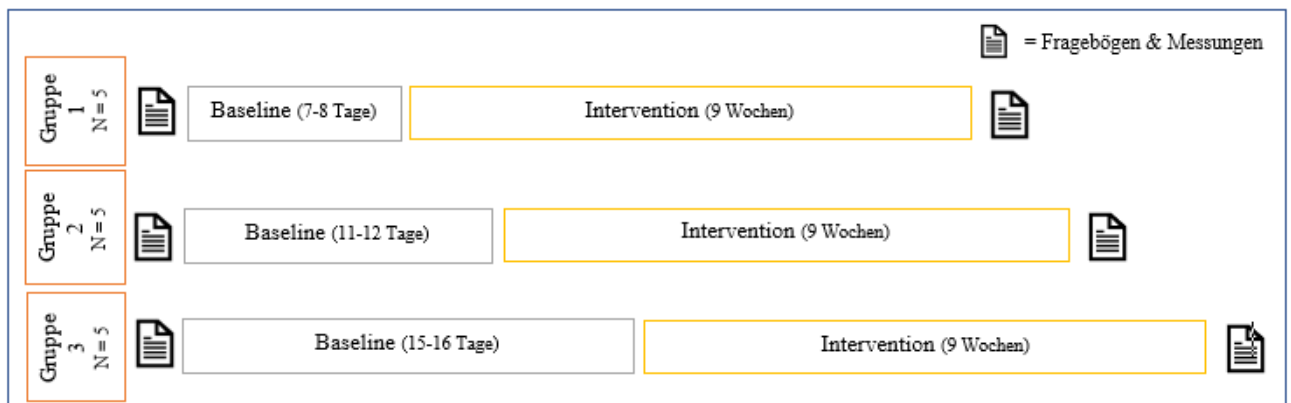 = Fragebögen & Messungen
Gruppe
1
N = 5
Baseline (7-8 Tage)
Intervention (9 Wochen)
Gruppe
2
N = 5
Baseline (11-12 Tage)
Intervention (9 Wochen)
Gruppe
3
N = 5
Baseline (15-16 Tage)
Intervention (9 Wochen)